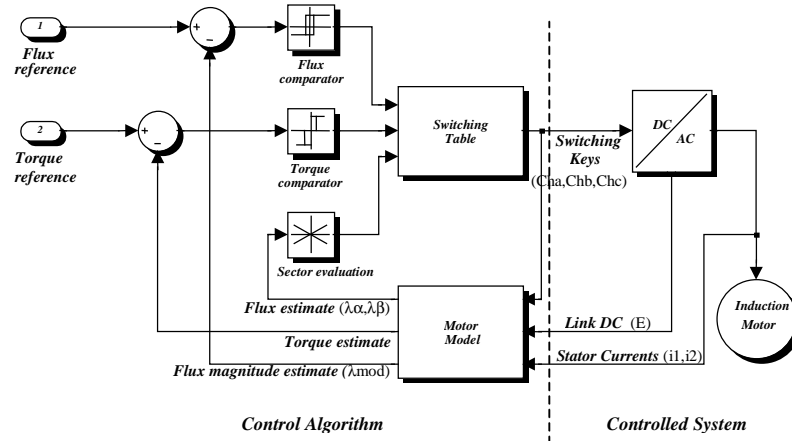 1
Flux
reference
Flux
comparator
2
Torque
reference
Torque
comparator
Switching
Table
Switching
Keys
(Cha,Chb,Chc)
DC
AC
Sector evaluation
Flux estimate (λα,λβ)
Torque estimate
Flux magnitude estimate (λmod)
Motor
Model
Link DC (E)
Stator Currents (i1,i2)
Induction
Motor
Control Algorithm
Controlled System